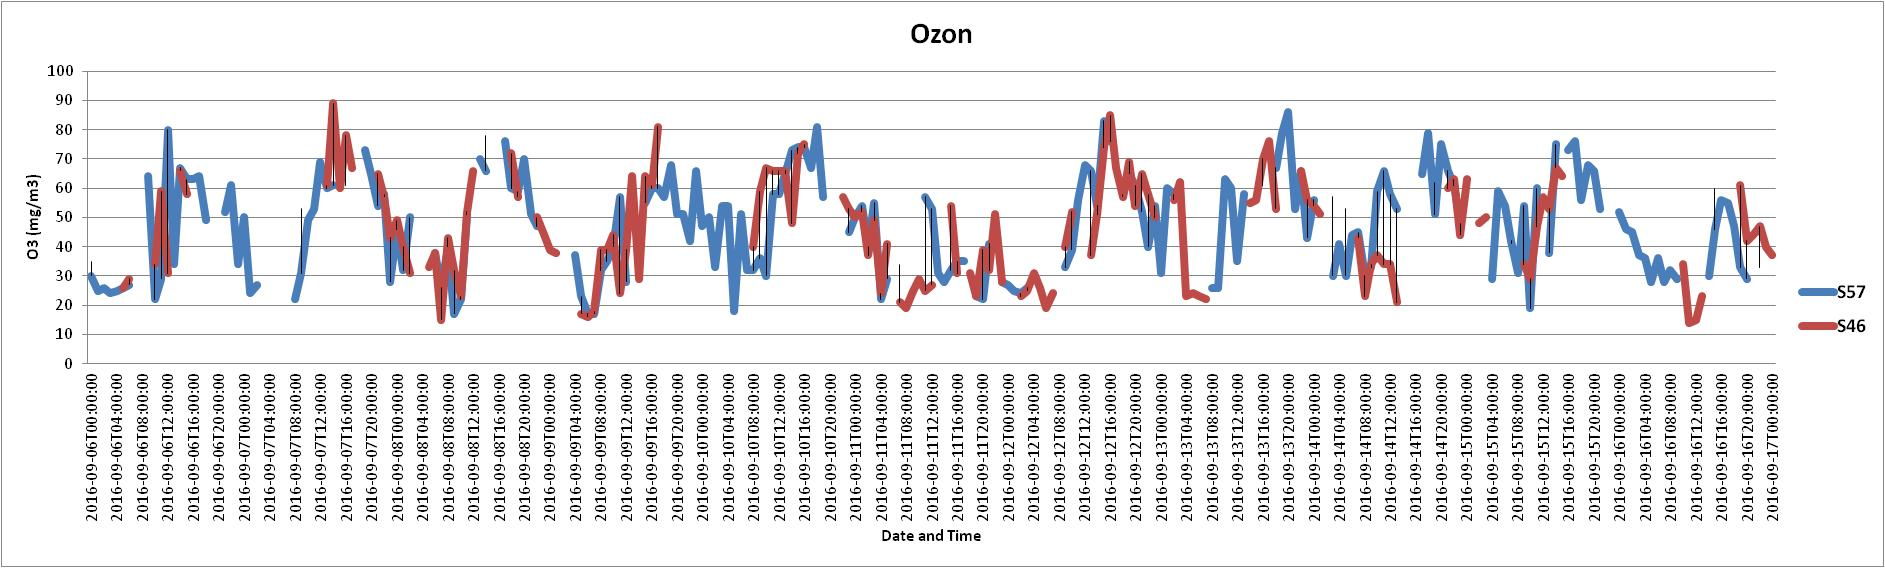 Ozon
O3 (mg/m3)
100
90
80
70
60
50
40
30
20
10
0
2016-09-06T00:00:00
2016-09-06T04:00:00
2016-09-06T08:00:00
2016-09-06T12:00:00
2016-09-06T16:00:00
2016-09-06T20:00:00
2016-09-07T00:00:00
2016-09-07T04:00:00
2016-09-07T08:00:00
2016-09-07T12:00:00
2016-09-07T16:00:00
2016-09-07T20:00:00
2016-09-08T00:00:00
2016-09-08T04:00:00
2016-09-08T08:00:00
2016-09-08T12:00:00
2016-09-08T16:00:00
2016-09-08T20:00:00
2016-09-09T00:00:00
2016-09-09T04:00:00
2016-09-09T08:00:00
2016-09-09T12:00:00
2016-09-09T16:00:00
2016-09-09T20:00:00
2016-09-10T00:00:00
2016-09-10T04:00:00
2016-09-10T08:00:00
2016-09-10T12:00:00
2016-09-10T16:00:00
2016-09-10T20:00:00
2016-09-11T00:00:00
2016-09-11T04:00:00
2016-09-11T08:00:00
2016-09-11T12:00:00
2016-09-11T16:00:00
2016-09-11T20:00:00
2016-09-12T00:00:00
2016-09-12T04:00:00
2016-09-12T08:00:00
2016-09-12T12:00:00
2016-09-12T16:00:00
2016-09-12T20:00:00
2016-09-13T00:00:00
2016-09-13T04:00:00
2016-09-13T08:00:00
2016-09-13T12:00:00
2016-09-13T16:00:00
2016-09-13T20:00:00
2016-09-14T00:00:00
2016-09-14T04:00:00
2016-09-14T08:00:00
2016-09-14T12:00:00
2016-09-14T16:00:00
2016-09-14T20:00:00
2016-09-15T00:00:00
2016-09-15T04:00:00
2016-09-15T08:00:00
2016-09-15T12:00:00
2016-09-15T16:00:00
2016-09-15T20:00:00
2016-09-16T00:00:00
2016-09-16T04:00:00
2016-09-16T08:00:00
2016-09-16T12:00:00
2016-09-16T16:00:00
2016-09-16T20:00:00
2016-09-17T00:00:00
Date and Time
S57
S46